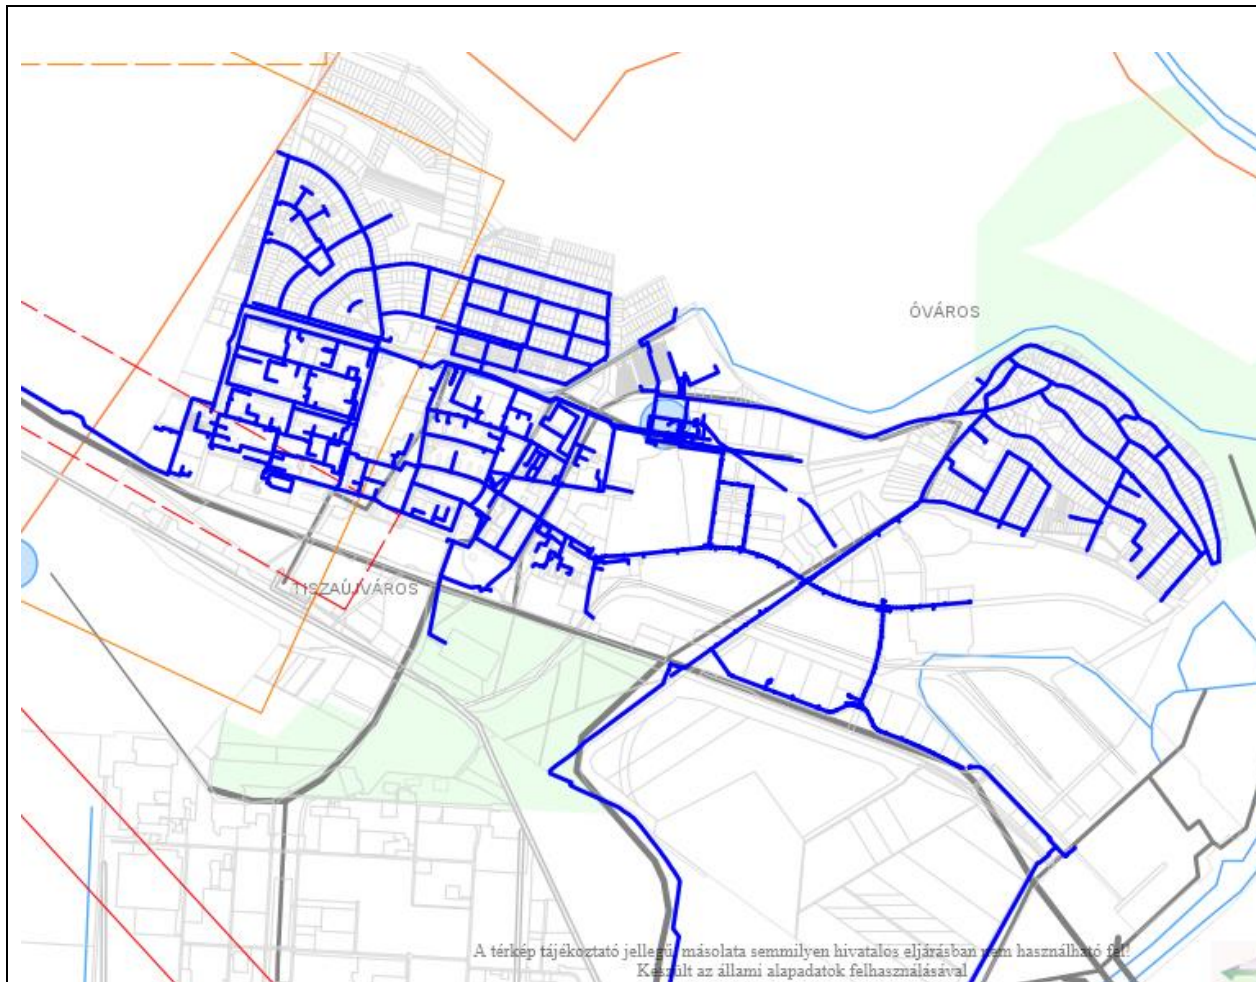 ÓVÁROS
TISZAÚJVÁROS
A térkép tájékoztató jellegű, másolata semmilyen hivatalos eljárásban nem használható fel!
Készült az állami alapadatok felhasználásával